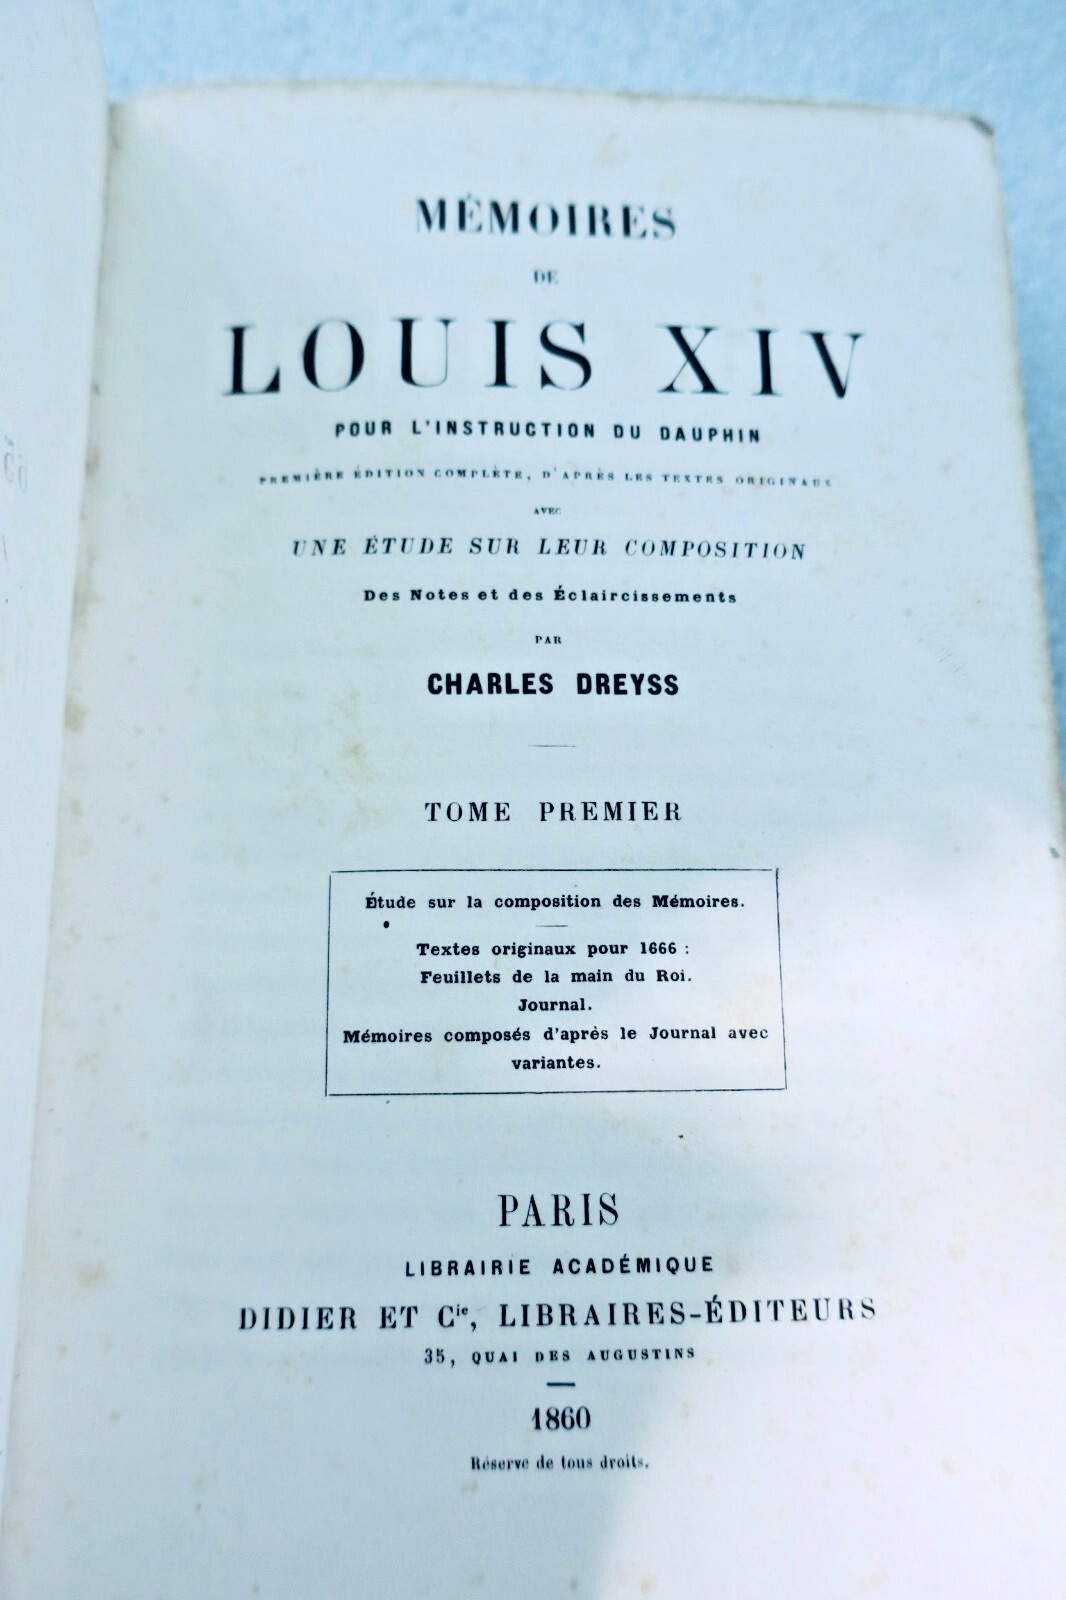 MÉMOIRES
DE
LOUIS XIV
POUR L'INSTRUCTION DU DAUPHIN
PREMIÈRE ÉDITION COMPLÈTE, D'APRÈS LES TEXTES ORIGINAUX
AVEC
UNE ÉTUDE SUR LEUR COMPOSITION
Des Notes et des Éclaircissements
PAR
CHARLES DREYSS
TOME PREMIER
Étude sur la composition des Mémoires.
Textes originaux pour 1666 :
Feuillets de la main du Roi.
Journal.
Mémoires composés d'après le Journal avec
variantes.
PARIS
LIBRAIRIE ACADÉMIQUE
DIDIER ET Cie, LIBRAIRES-ÉDITEURS
35, QUAI DES AUGUSTINS
1860
Réserve de tous droits.